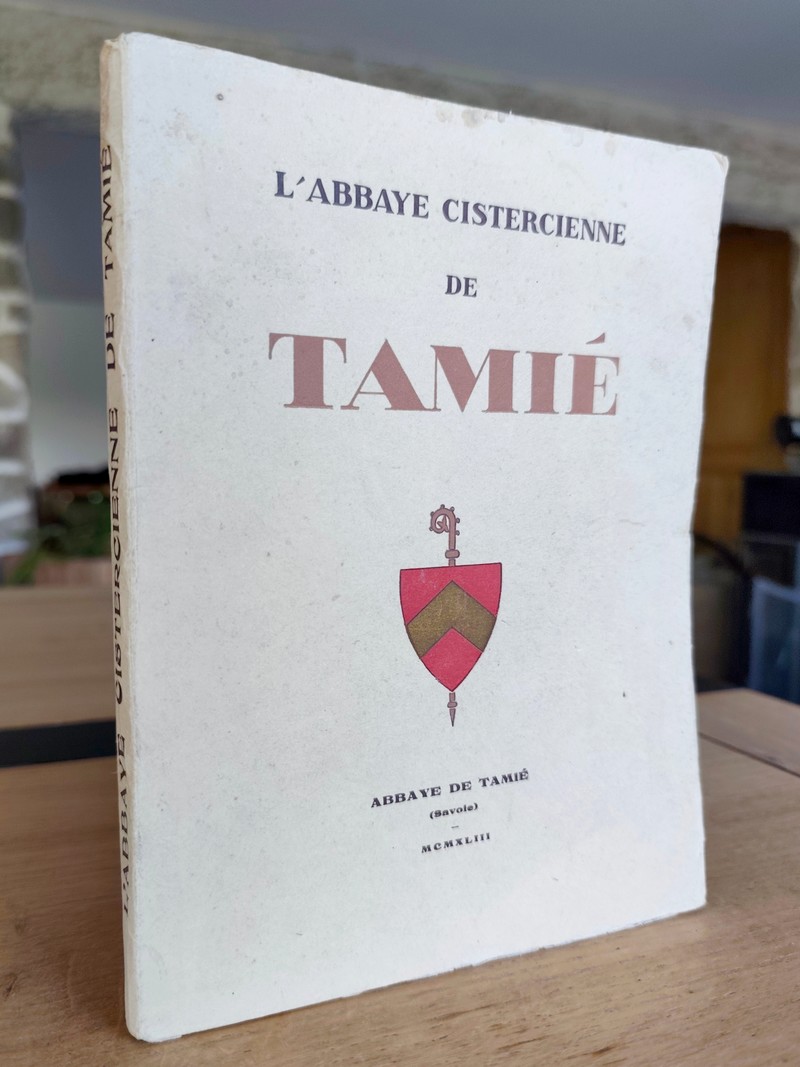 L'ABBAYE CISTERCIENNE DE TAMIÉ
L'ABBAYE CISTERCIENNE
DE
TAMIÉ
ABBAYE DE TAMIÉ
(Savoie)
—
MCMXLIII